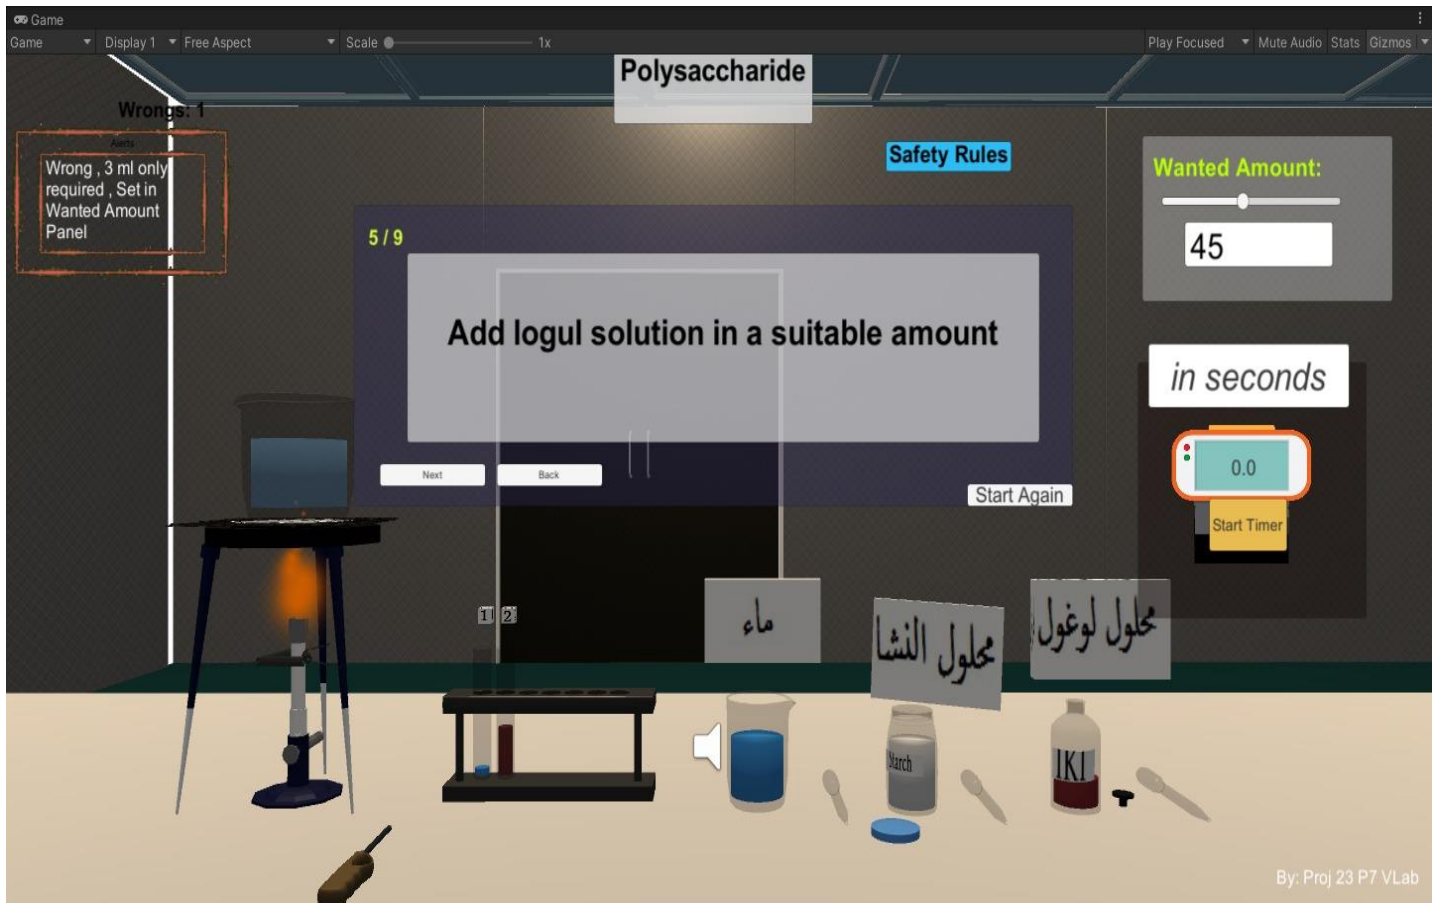 Game
Game
Display 1
Free Aspect
Scale
1x
Play Focused
Mute Audio
Stats
Gizmos
Polysaccharide
Wrongs: 1
Alerts
Wrong , 3 ml only
required , Set in
Wanted Amount
Panel
Safety Rules
Wanted Amount:
45
5 / 9
Add logul solution in a suitable amount
Next
Back
Start Again
in seconds
0.0
Start Timer
1
2
ماء
محلول النشا
محلول لوغول
Starch
IKI
By: Proj 23 P7 VLab